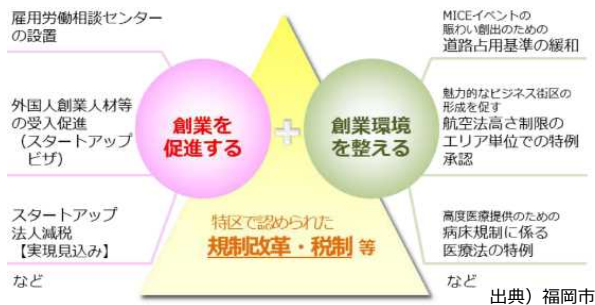 雇用労働相談センター
の設置
外国人創業人材等
の受入促進
（スタートアップ
ビザ）
スタートアップ
法人減税
【実現見込み】
など
創業を
促進する
+
創業環境
を整える
特区で認められた
規制改革・税制 等
MICEイベントの
賑わい創出のための
道路占用基準の緩和
魅力的なビジネス街区の
形成を促す
航空法高さ制限の
エリア単位での特例
承認
高度医療提供のための
病床規制に係る
医療法の特例
など
出典）福岡市